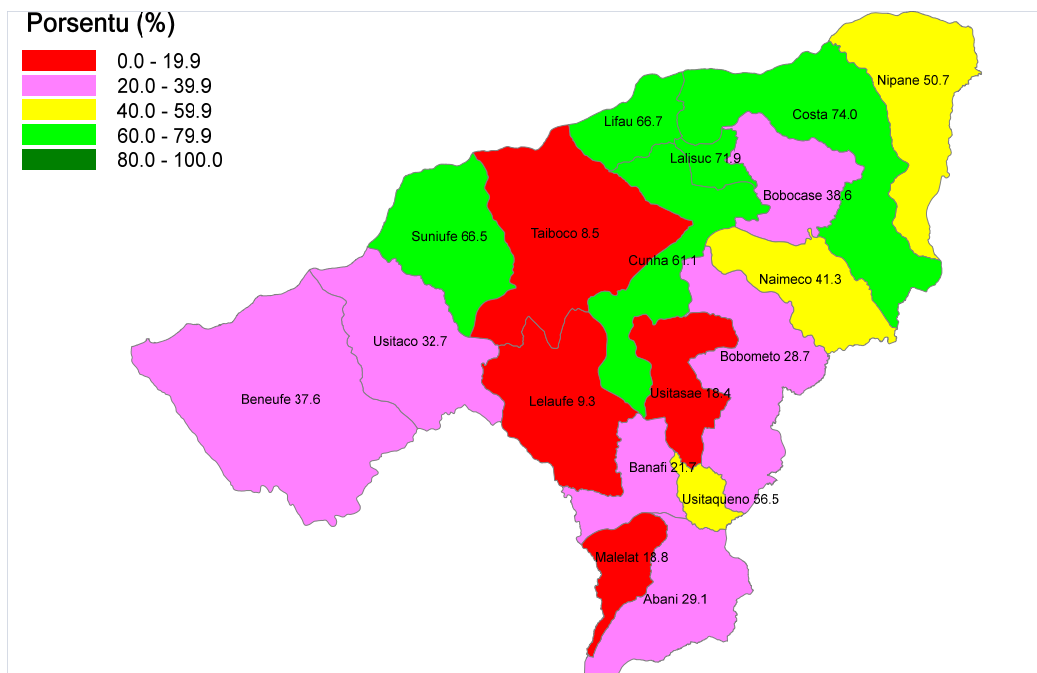 Porsentu (%)
0.0 - 19.9
20.0 - 39.9
40.0 - 59.9
60.0 - 79.9
80.0 - 100.0
Nipane 50.7
Costa 74.0
Lifau 66.7
Lalisuc 71.9
Bobocase 38.6
Suniufe 66.5
Taiboco 8.5
Cunha 61.1
Naimeco 41.3
Usitaco 32.7
Bobometo 28.7
Beneufe 37.6
Lelaufe 9.3
Usitasae 18.4
Banafi 21.7
Usitaqueno 56.5
Malelat 18.8
Abani 29.1